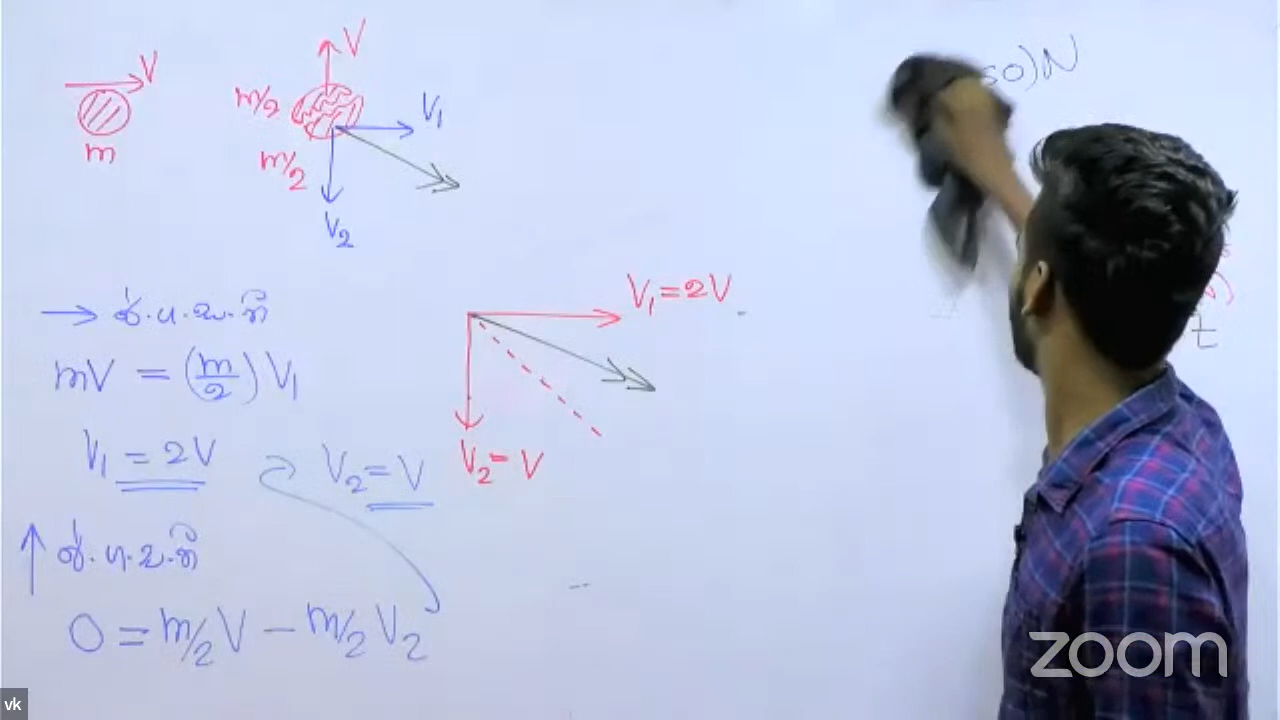 V
m
V
m/2
V₁
m/2
V₂
→ உ.பா.உ.கி
mV = (m/2) V₁
V₁ = 2V
V₂ = V
0 = m/2 V – m/2 V₂
V₁ = 2V
V₂ = V
50)N
t
zoom
vk